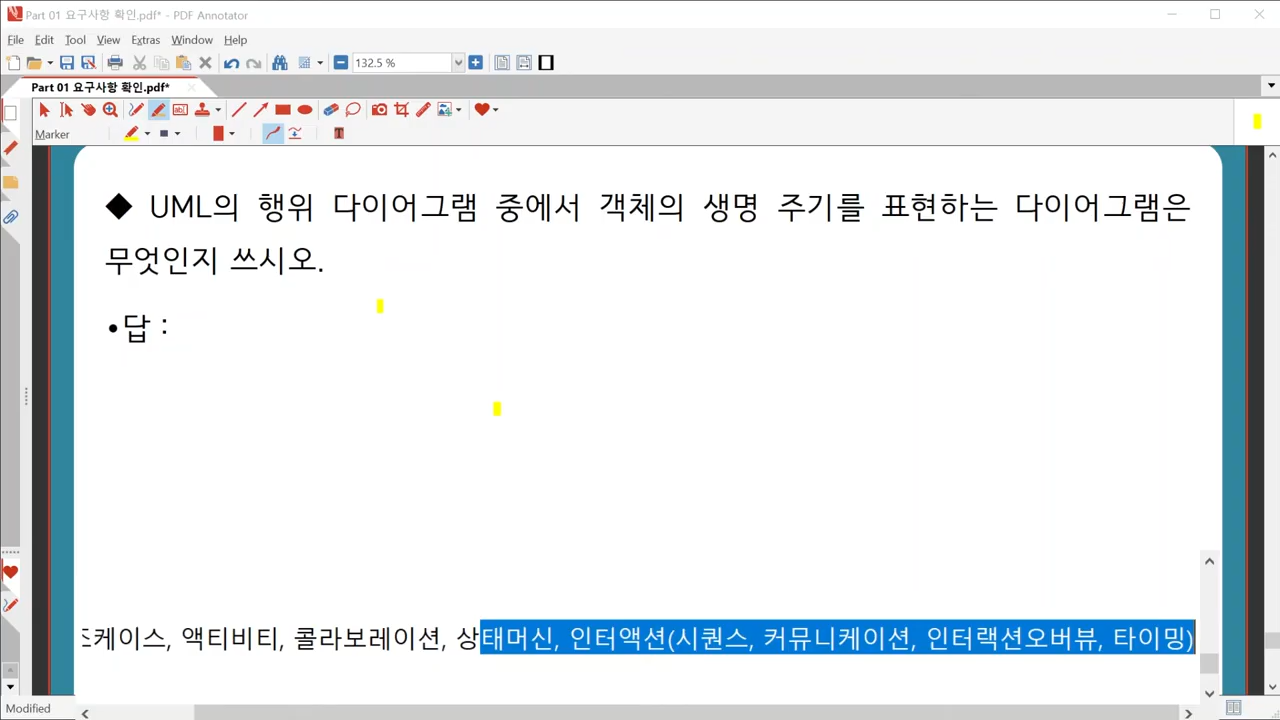 Part 01 요구사항 확인.pdf* - PDF Annotator
File Edit Tool View Extras Window Help
132.5 %
Part 01 요구사항 확인.pdf*
Marker
◆ UML의 행위 다이어그램 중에서 객체의 생명 주기를 표현하는 다이어그램은
무엇인지 쓰시오.
•답 :
케이스, 액티비티, 콜라보레이션, 상태머신, 인터액션(시퀀스, 커뮤니케이션, 인터랙션오버뷰, 타이밍)
Modified